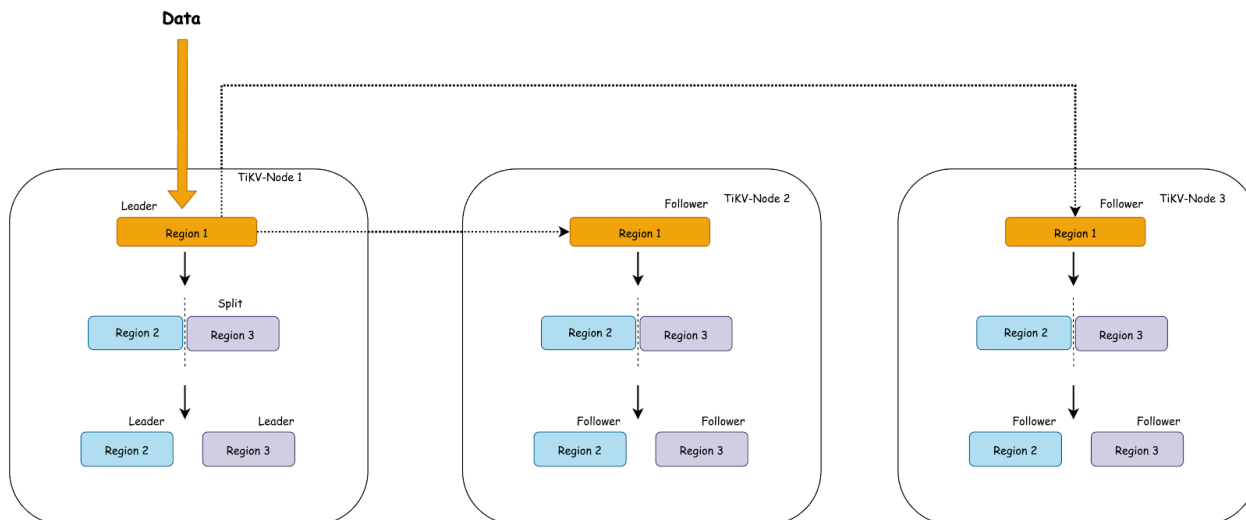 Data
TiKV-Node 1
Leader
Region 1
Split
Region 2
Region 3
Leader
Leader
Region 2
Region 3
TiKV-Node 2
Follower
Region 1
Region 2
Region 3
Follower
Follower
Region 2
Region 3
TiKV-Node 3
Follower
Region 1
Region 2
Region 3
Follower
Follower
Region 2
Region 3